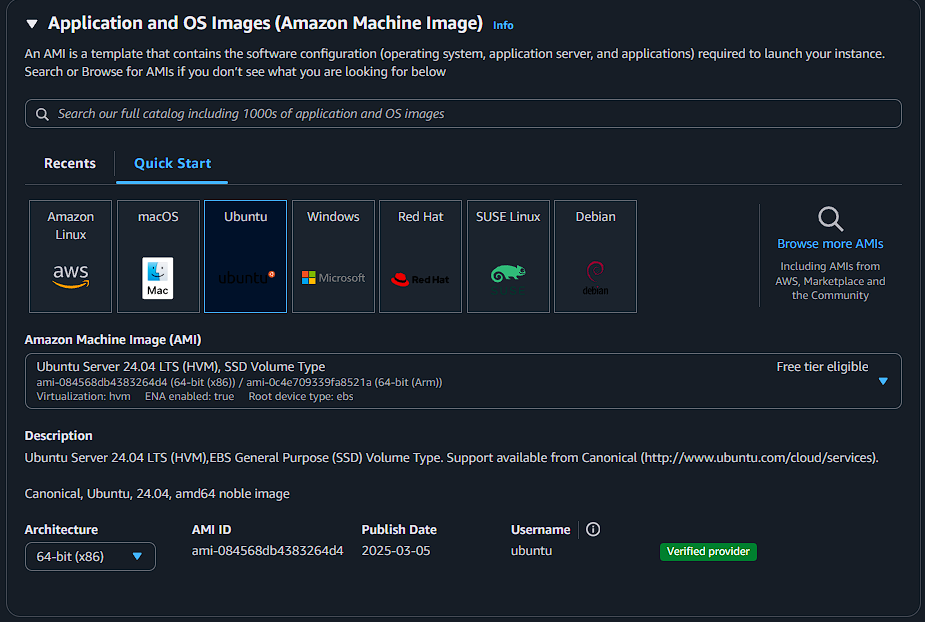 Application and OS Images (Amazon Machine Image) Info
An AMI is a template that contains the software configuration (operating system, application server, and applications) required to launch your instance.
Search or Browse for AMIs if you don't see what you are looking for below
Search our full catalog including 1000s of application and OS images
Recents
Quick Start
Amazon
Linux
aws
macOS
Mac
Ubuntu
ubuntu
Windows
Microsoft
Red Hat
Red Hat
SUSE Linux
Debian
debian
Browse more AMIs
Including AMIs from
AWS, Marketplace and
the Community
Amazon Machine Image (AMI)
Ubuntu Server 24.04 LTS (HVM), SSD Volume Type
Free tier eligible
ami-084568db4383264d4 (64-bit (x86)) / ami-0c4e709339fa8521a (64-bit (Arm))
Virtualization: hvm ENA enabled: true Root device type: ebs
Description
Ubuntu Server 24.04 LTS (HVM),EBS General Purpose (SSD) Volume Type. Support available from Canonical (http://www.ubuntu.com/cloud/services).
Canonical, Ubuntu, 24.04, amd64 noble image
Architecture
64-bit (x86)
AMI ID
ami-084568db4383264d4
Publish Date
2025-03-05
Username
ubuntu
Verified provider